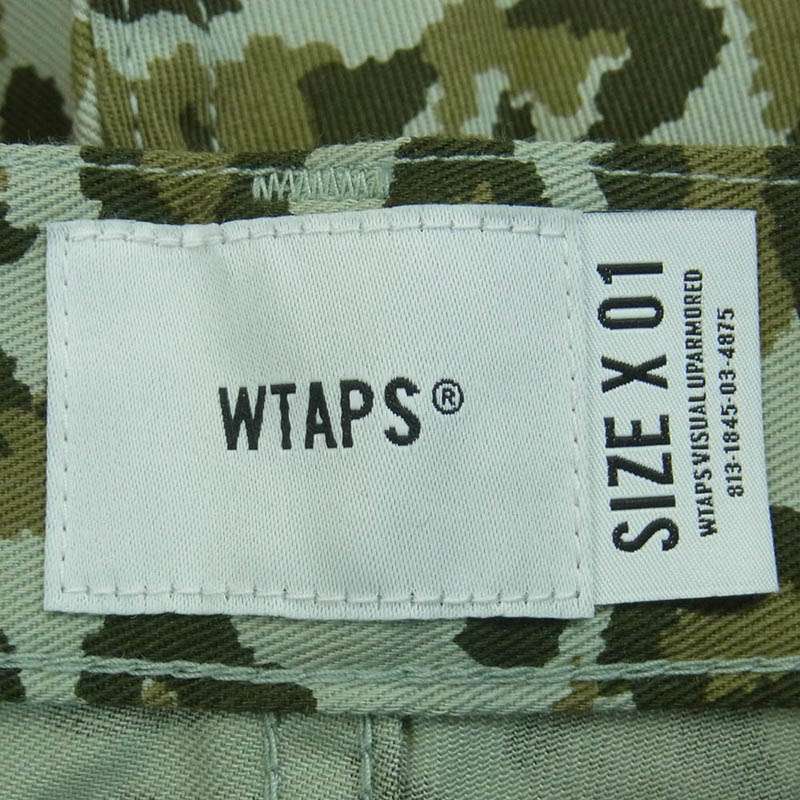 WTAPS®
SIZE X 01
WTAPS VISUAL UPARMORED
813-1845-03-4875